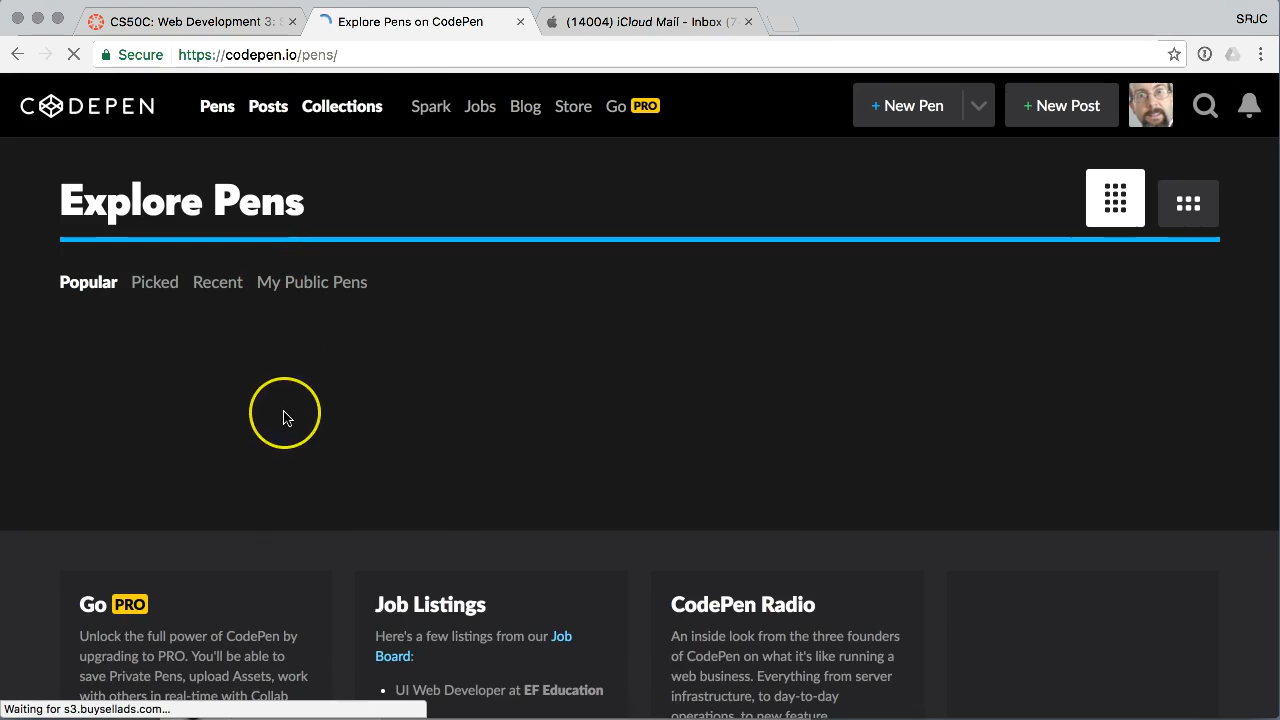 CS50C: Web Development 3: S
Explore Pens on CodePen
(14004) iCloud Mail - Inbox (7
SRJC
Secure https://codepen.io/pens/
CODEPEN Pens Posts Collections Spark Jobs Blog Store Go PRO + New Pen + New Post
Explore Pens
Popular Picked Recent My Public Pens
Go PRO
Unlock the full power of CodePen by
upgrading to PRO. You'll be able to
save Private Pens, upload Assets, work
with others in real-time with Collab
Job Listings
Here's a few listings from our Job
Board:
• UI Web Developer at EF Education
CodePen Radio
An inside look from the three founders
of CodePen on what it's like running a
web business. Everything from server
infrastructure, to day-to-day
operations, to new feature
Waiting for s3.buysellads.com...